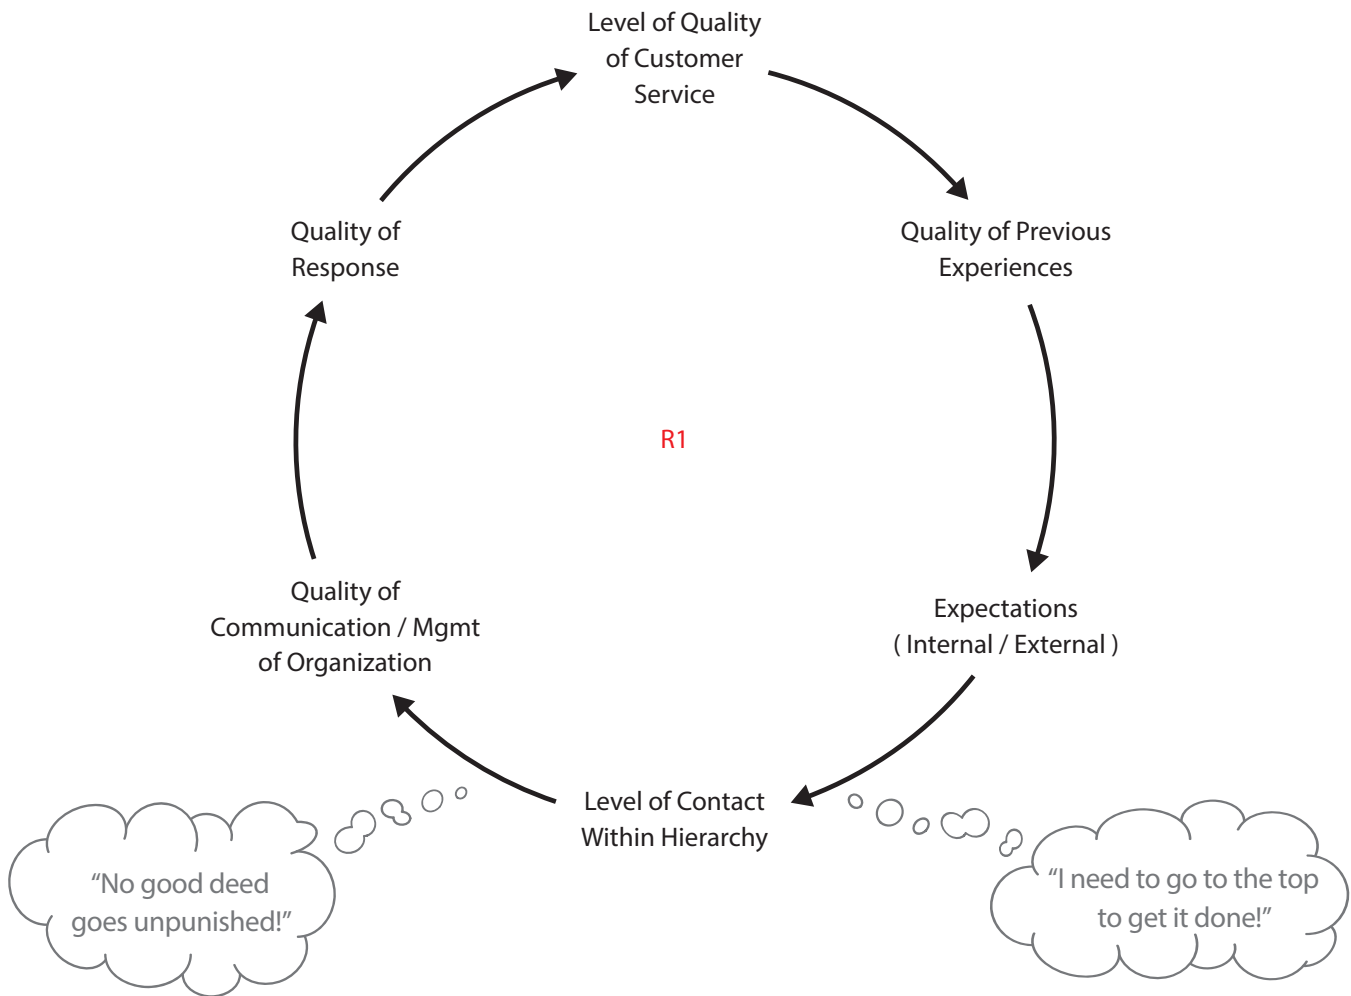 Level of Quality
of Customer
Service
Quality of
Response
Quality of Previous
Experiences
R1
Quality of
Communication / Mgmt
of Organization
Expectations
( Internal / External )
Level of Contact
Within Hierarchy
“No good deed
goes unpunished!”
“I need to go to the top
to get it done!”